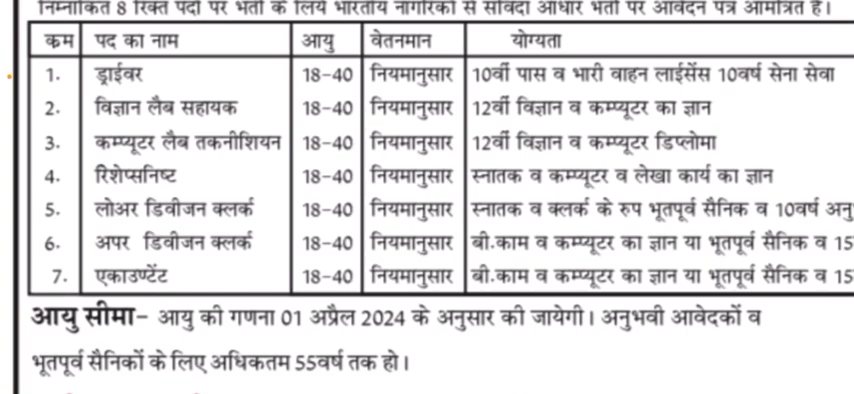 निम्नांकित 8 रिक्त पदों पर भर्ती के लिये भारतीय नागरिकों से संविदा आधार भर्ती पर आवेदन पत्र आमंत्रित है।
क्रम पद का नाम आयु वेतनमान योग्यता
1. ड्राईवर 18-40 नियमानुसार 10वीं पास व भारी वाहन लाईसेंस 10वर्ष सेना सेवा
2. विज्ञान लैब सहायक 18-40 नियमानुसार 12वीं विज्ञान व कम्प्यूटर का ज्ञान
3. कम्प्यूटर लैब तकनीशियन 18-40 नियमानुसार 12वीं विज्ञान व कम्प्यूटर डिप्लोमा
4. रिशेप्सनिष्ट 18-40 नियमानुसार स्नातक व कम्प्यूटर व लेखा कार्य का ज्ञान
5. लोअर डिवीजन क्लर्क 18-40 नियमानुसार स्नातक व क्लर्क के रुप भूतपूर्व सैनिक व 10वर्ष अनु
6. अपर डिवीजन क्लर्क 18-40 नियमानुसार बी.काम व कम्प्यूटर का ज्ञान या भूतपूर्व सैनिक व 15
7. एकाउण्टेंट 18-40 नियमानुसार बी.काम व कम्प्यूटर का ज्ञान या भूतपूर्व सैनिक व 15
आयु सीमा- आयु की गणना 01 अप्रैल 2024 के अनुसार की जायेगी। अनुभवी आवेदकों व
भूतपूर्व सैनिकों के लिए अधिकतम 55वर्ष तक हो।